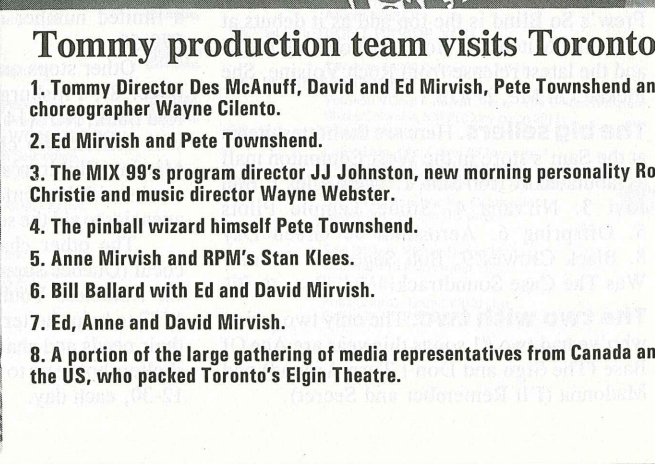 Tommy production team visits Toronto
1. Tommy Director Des McAnuff, David and Ed Mirvish, Pete Townshend an
choreographer Wayne Cilento.
2. Ed Mirvish and Pete Townshend.
3. The MIX 99's program director JJ Johnston, new morning personality Ro
Christie and music director Wayne Webster.
4. The pinball wizard himself Pete Townshend.
5. Anne Mirvish and RPM's Stan Klees.
6. Bill Ballard with Ed and David Mirvish.
7. Ed, Anne and David Mirvish.
8. A portion of the large gathering of media representatives from Canada an
the US, who packed Toronto's Elgin Theatre.